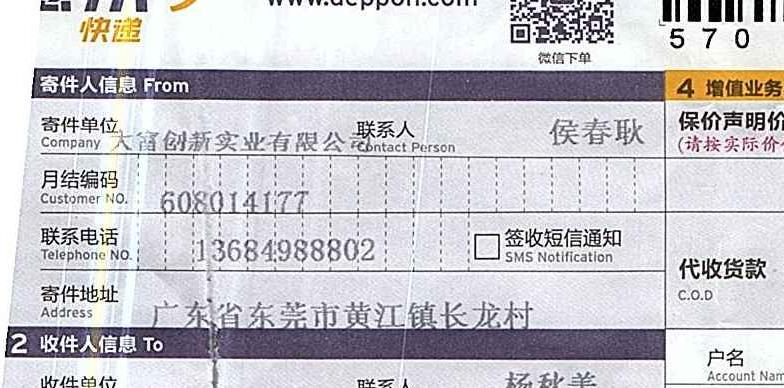 快递
www.deppon.com
微信下单
570
寄件人信息 From
4 增值业务
寄件单位 大富创新实业有限公司 联系人 侯春耿
Company Contact Person
保价声明价
(请按实际价
月结编码
Customer NO. 608014177
联系电话 13684988802 签收短信通知
Telephone NO. SMS Notification
代收货款
C.O.D
寄件地址
Address 广东省东莞市黄江镇长龙村
2 收件人信息 To
户名
Account Nam
收件单位 联系人 杨秋美